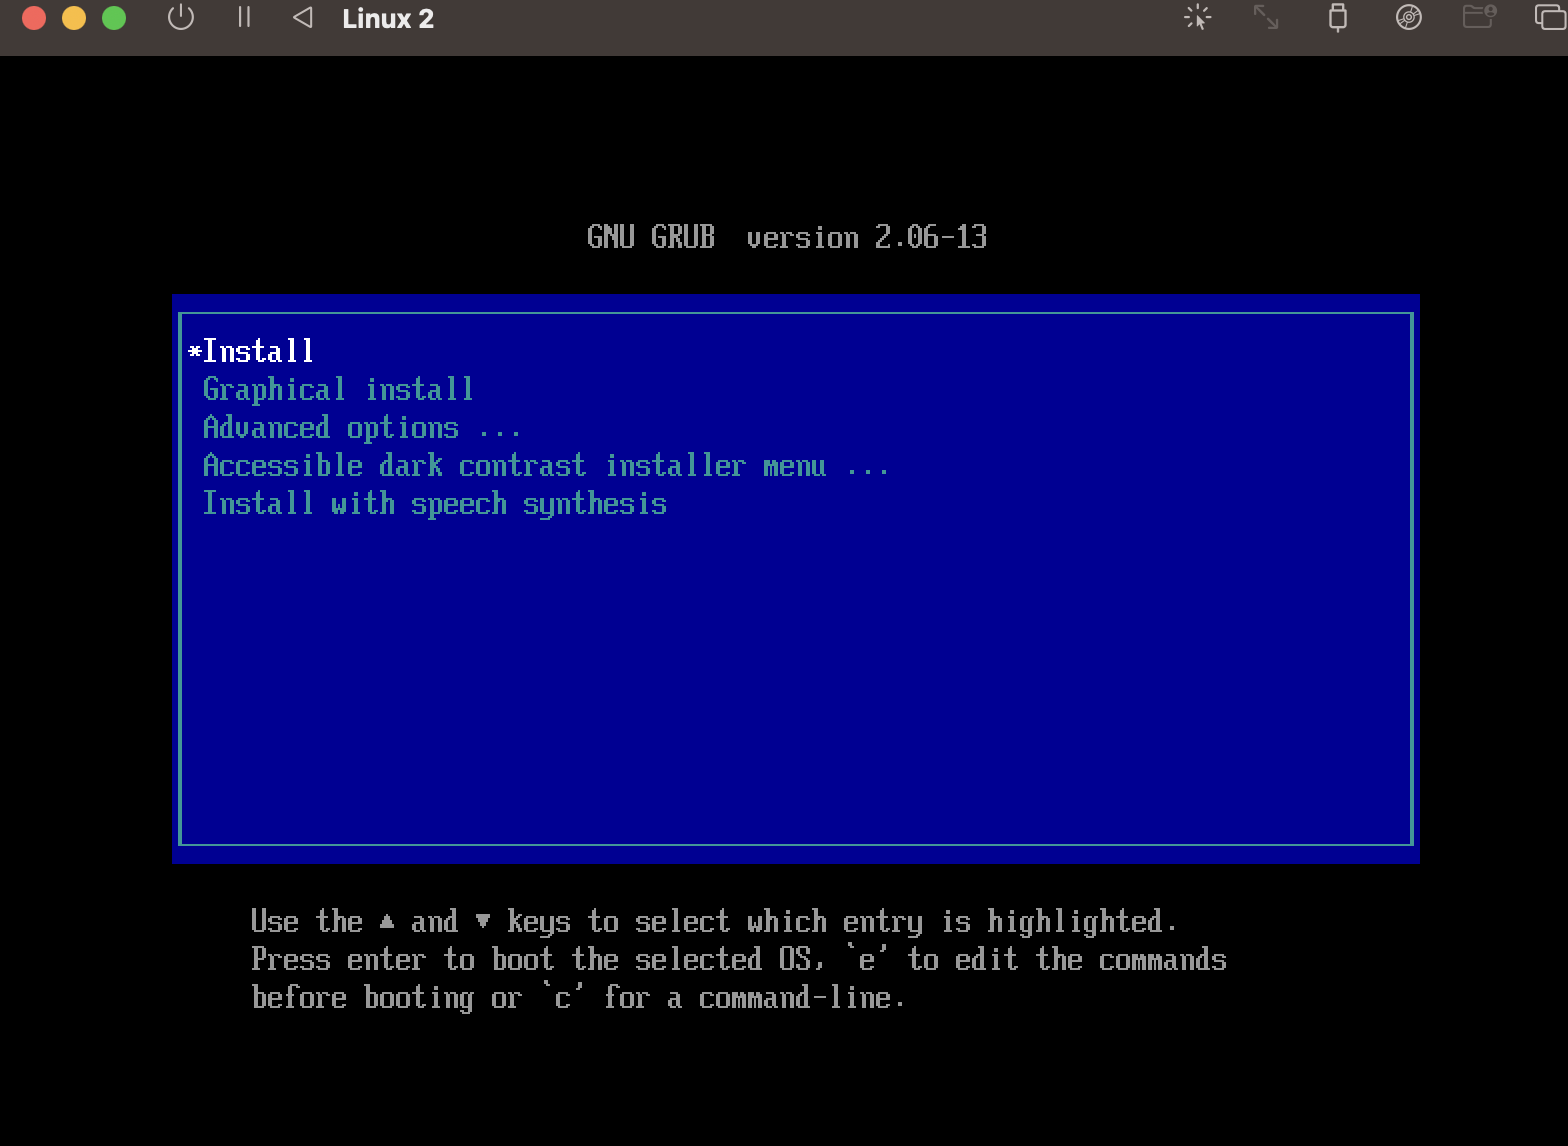 Linux 2
GNU GRUB  version 2.06-13
*Install
Graphical install
Advanced options ...
Accessible dark contrast installer menu ...
Install with speech synthesis
Use the ▲ and ▼ keys to select which entry is highlighted.
Press enter to boot the selected OS, `e' to edit the commands
before booting or `c' for a command-line.